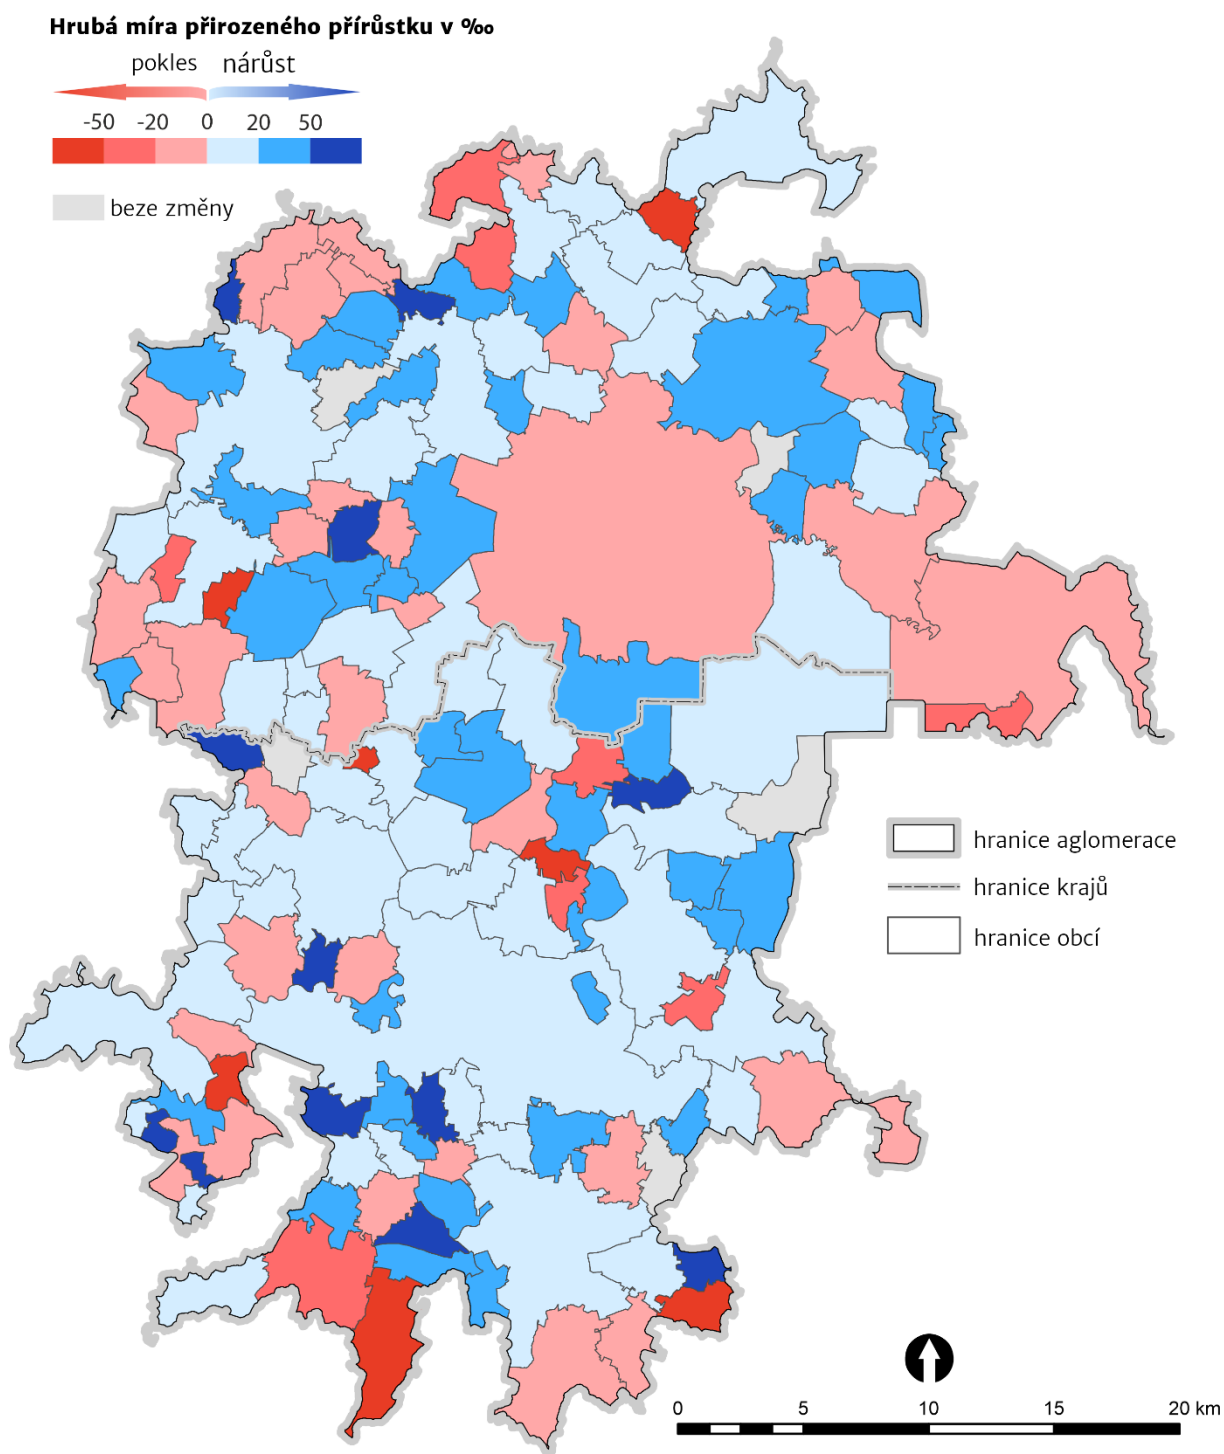 Hrubá míra přirozeného přírůstku v ‰
pokles nárůst
-50 -20 0 20 50
beze změny
hranice aglomerace
hranice krajů
hranice obcí
0 5 10 15 20 km